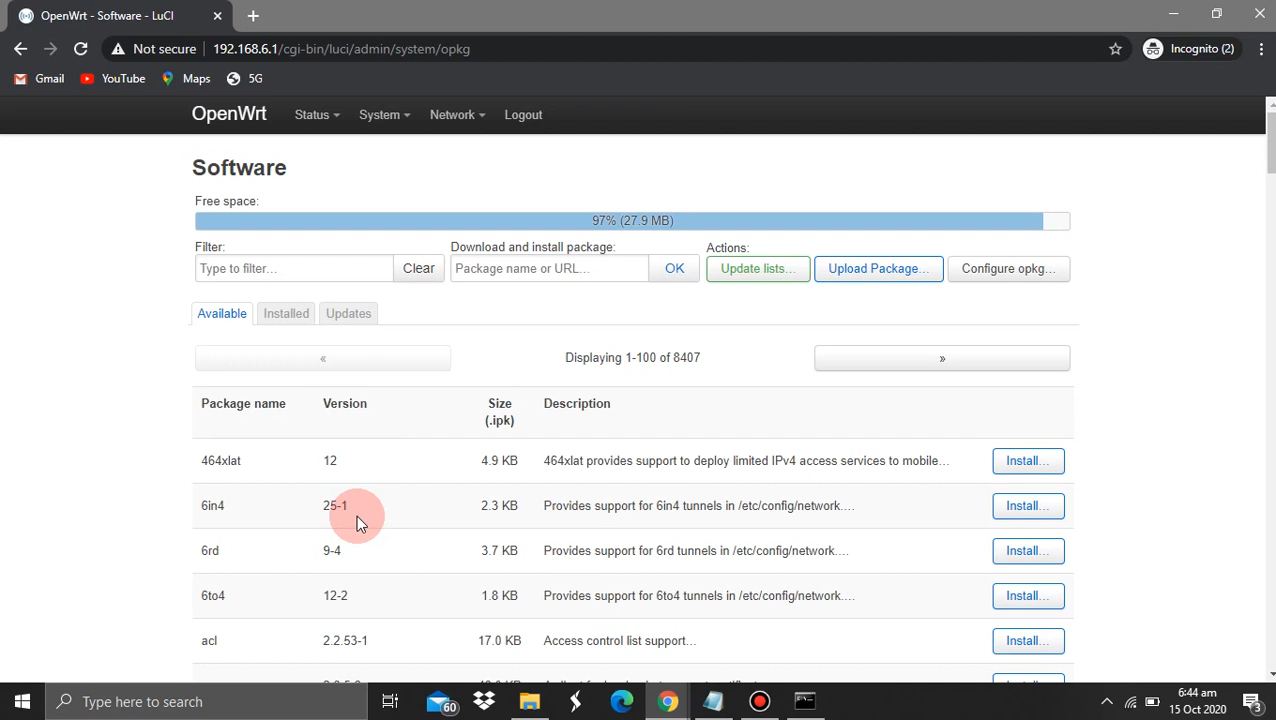 OpenWrt - Software - LuCI
Not secure 192.168.6.1/cgi-bin/luci/admin/system/opkg Incognito (2)
Gmail YouTube Maps 5G
OpenWrt Status System Network Logout
Software
Free space:
97% (27.9 MB)
Filter: Download and install package: Actions:
Type to filter... Clear Package name or URL... OK Update lists... Upload Package... Configure opkg...
Available Installed Updates
« Displaying 1-100 of 8407 »
Package name Version Size Description
(.ipk)
464xlat 12 4.9 KB 464xlat provides support to deploy limited IPv4 access services to mobile... Install...
6in4 25-1 2.3 KB Provides support for 6in4 tunnels in /etc/config/network.... Install...
6rd 9-4 3.7 KB Provides support for 6rd tunnels in /etc/config/network.... Install...
6to4 12-2 1.8 KB Provides support for 6to4 tunnels in /etc/config/network.... Install...
acl 2.2.53-1 17.0 KB Access control list support... Install...
6:44 am
Type here to search 60 15 Oct 2020 3